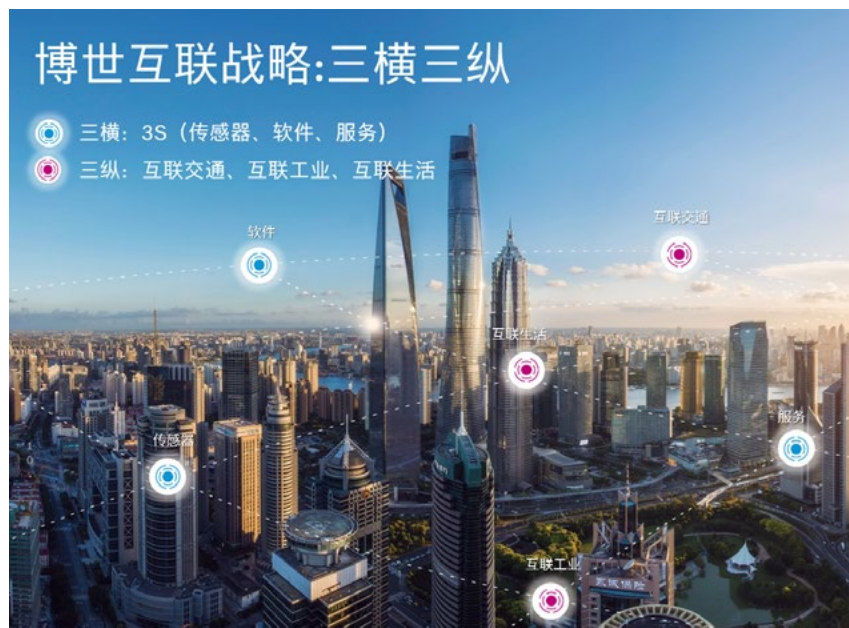 博世互联战略:三横三纵
三横：3S（传感器、软件、服务）
三纵：互联交通、互联工业、互联生活
软件
互联交通
互联生活
服务
传感器
互联工业